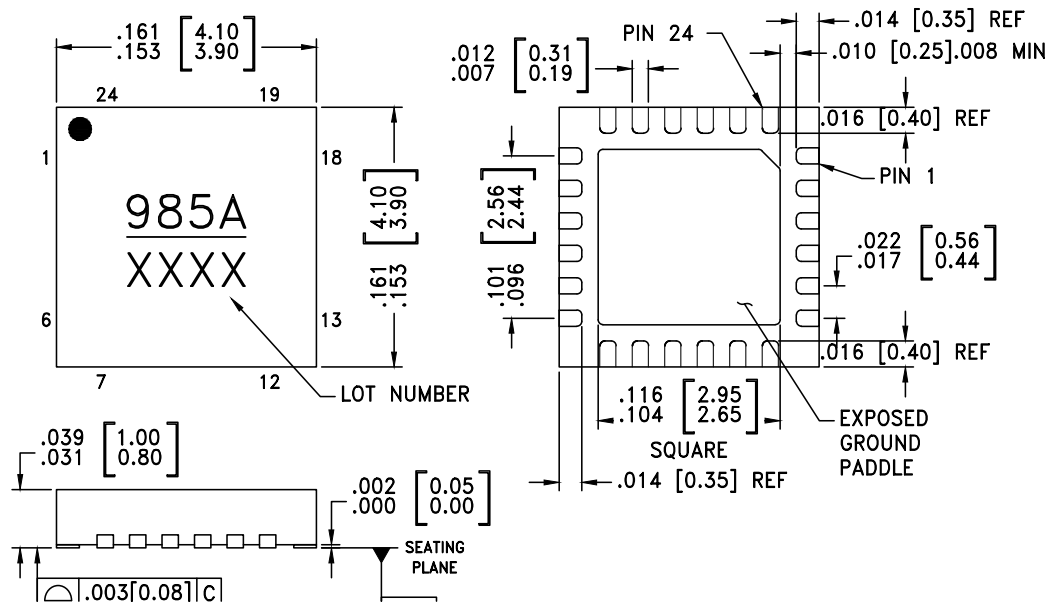 .161 [4.10]
.153 [3.90]
24 19
1 18
985A
XXXX
6 13
7 12
LOT NUMBER
[4.10]
[3.90]
.161
.153
.012 [0.31]
.007 [0.19]
PIN 24
.014 [0.35] REF
.010 [0.25].008 MIN
.016 [0.40] REF
PIN 1
[2.56]
[2.44]
.101
.096
.022 [0.56]
.017 [0.44]
.016 [0.40] REF
.116 [2.95]
.104 [2.65]
SQUARE
EXPOSED
GROUND
PADDLE
.014 [0.35] REF
.039 [1.00]
.031 [0.80]
.002 [0.05]
.000 [0.00]
SEATING
PLANE
.003[0.08] C